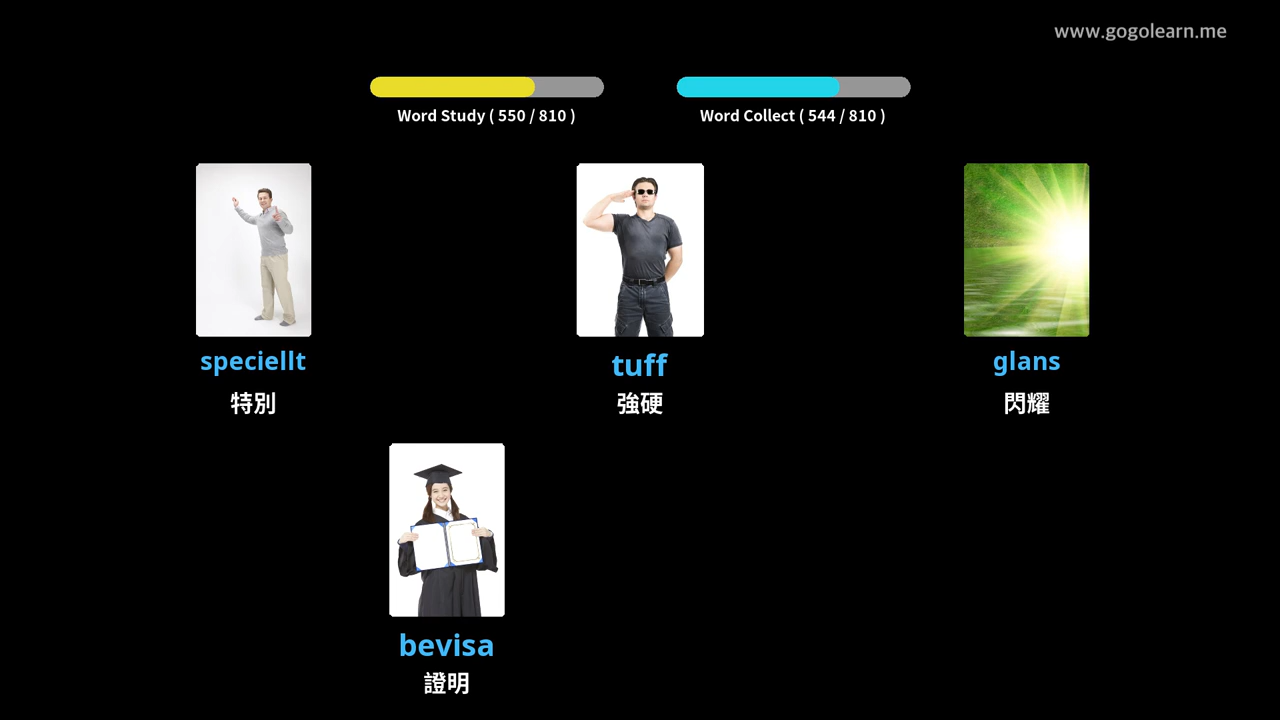 www.gogolearn.me
Word Study ( 550 / 810 )
Word Collect ( 544 / 810 )
speciellt
特別
tuff
強硬
glans
閃耀
bevisa
證明